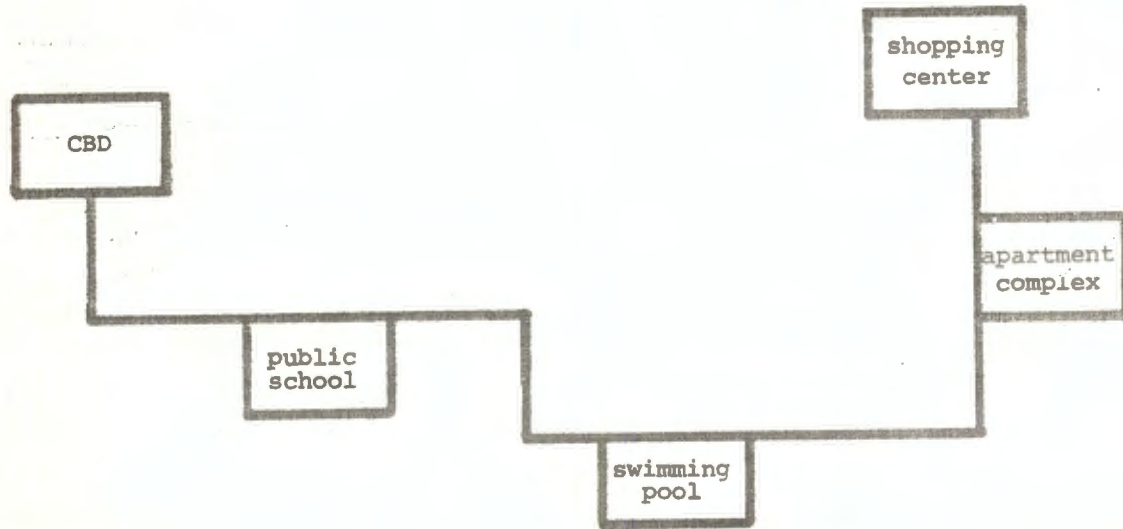 shopping
center
CBD
apartment
complex
public
school
swimming
pool